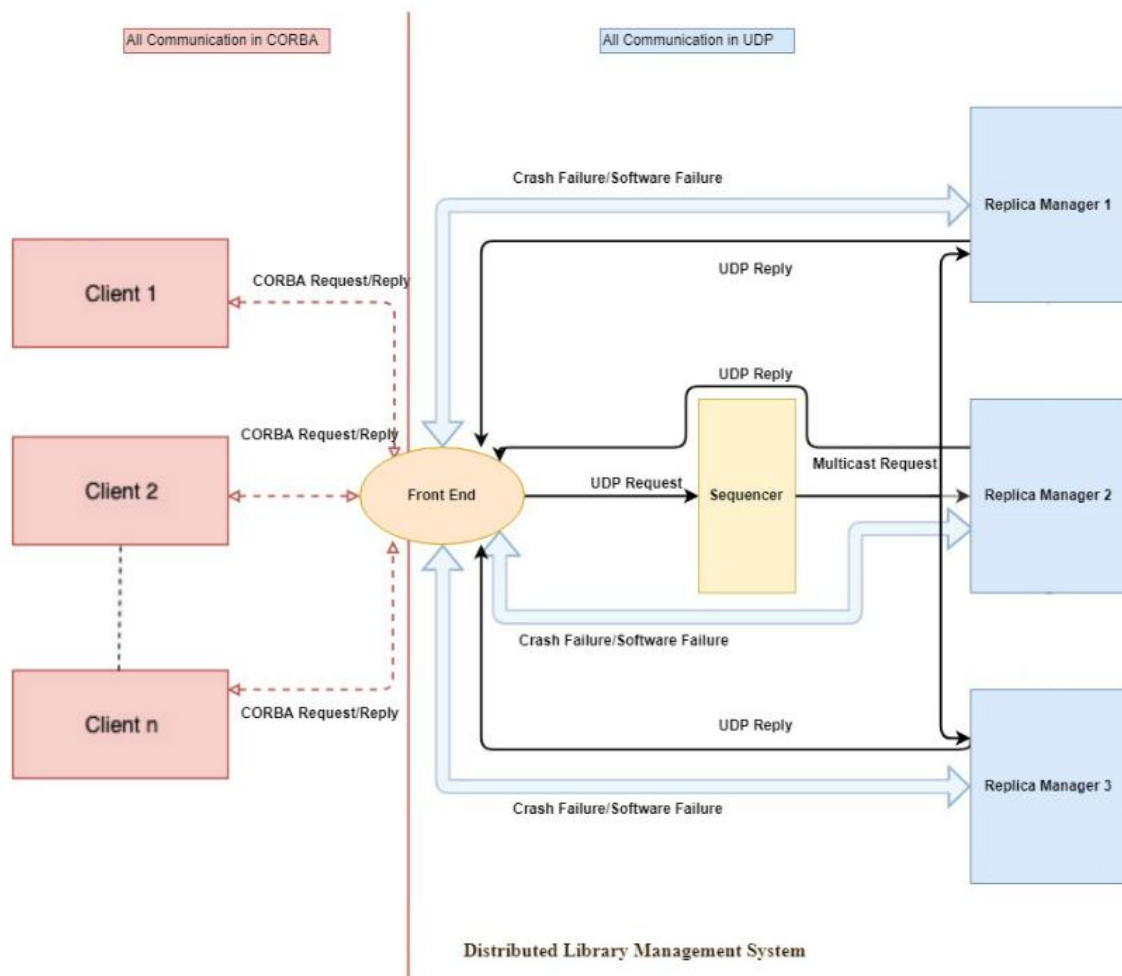 All Communication in CORBA
All Communication in UDP
Crash Failure/Software Failure
Replica Manager 1
UDP Reply
Client 1
CORBA Request/Reply
UDP Reply
CORBA Request/Reply
Multicast Request
Client 2
Front End
UDP Request
Sequencer
Replica Manager 2
Crash Failure/Software Failure
Client n
CORBA Request/Reply
UDP Reply
Replica Manager 3
Crash Failure/Software Failure
Distributed Library Management System